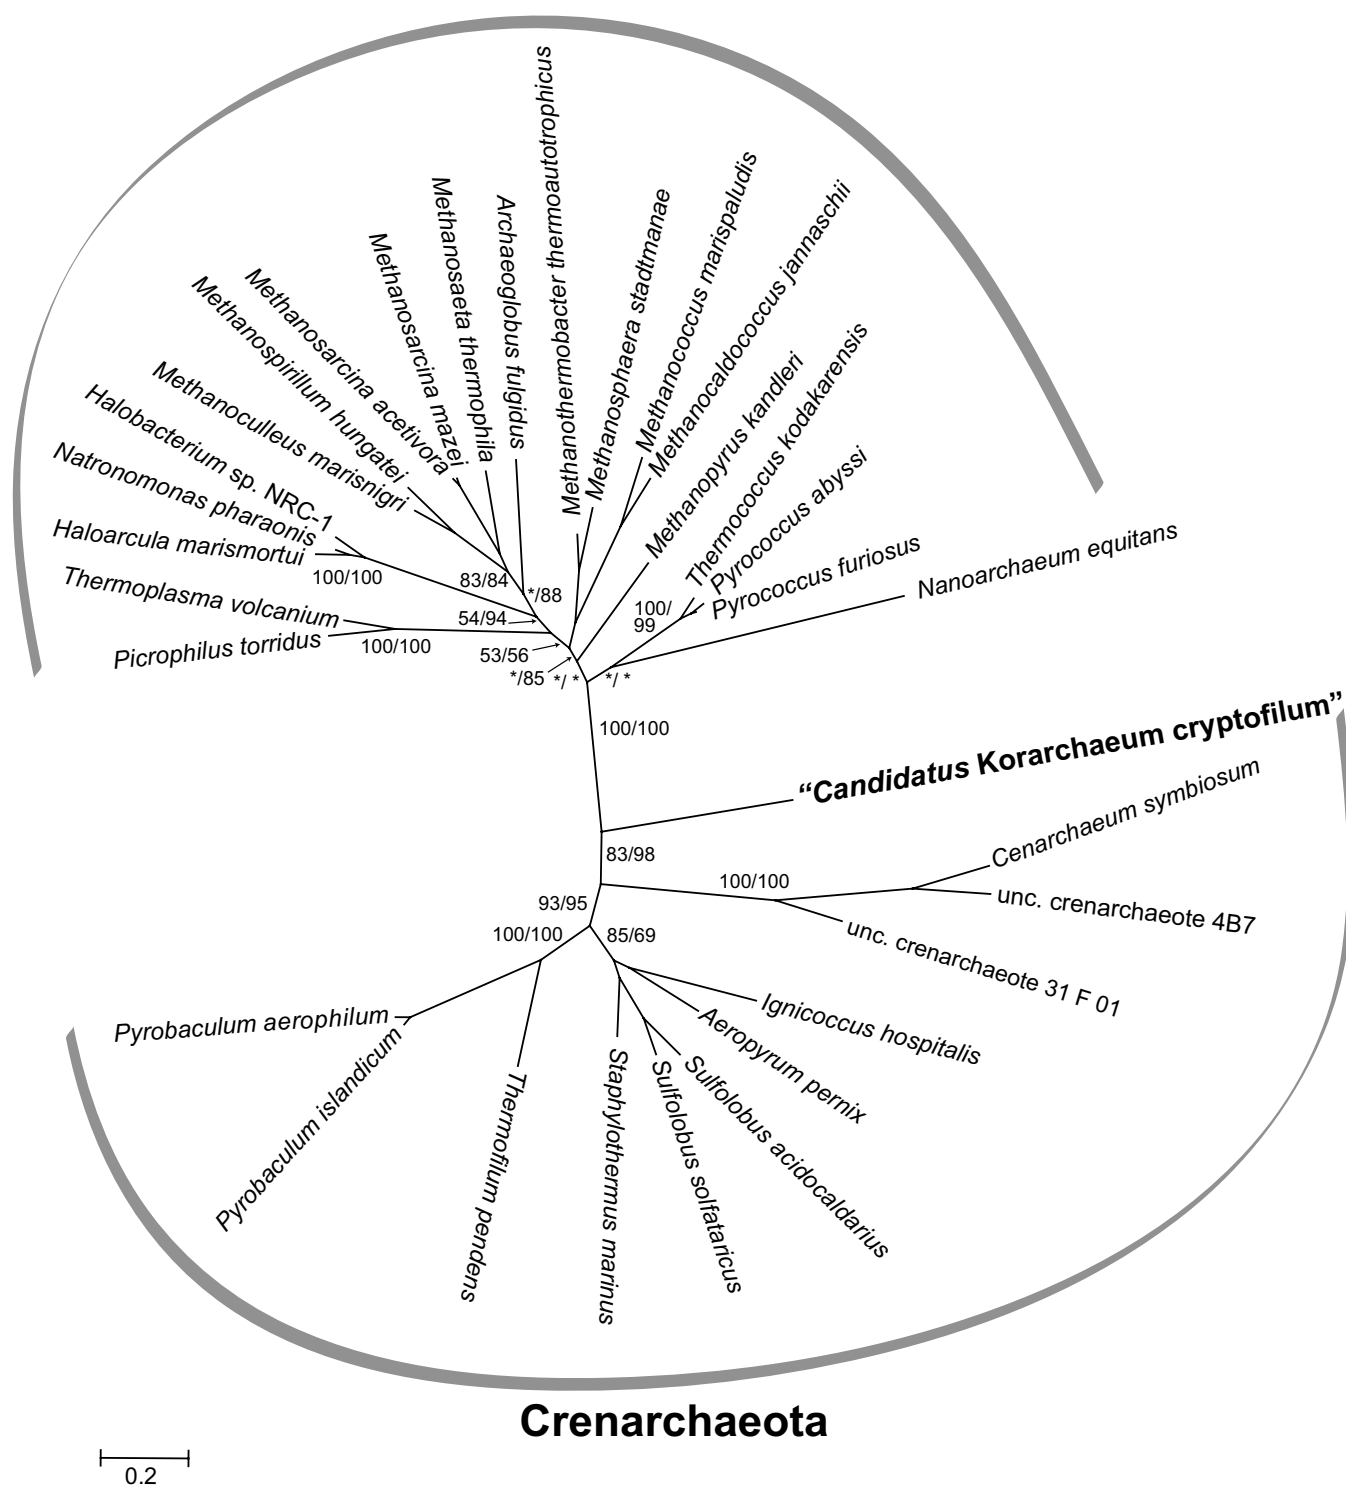 Methanothermobacter thermoautotrophicus
Methanosphaera stadtmanae
Methanococcus marispaludis
Methanocaldococcus jannaschii
Archaeoglobus fulgidus
Methanosaeta thermophila
Methanosarcina mazei
Methanosarcina acetivora
Methanospirilum hungatei
Methanoculleus marisnigri
Halobacterium sp. NRC-1
Natronomonas pharaonis
Haloarcula marismortui
Thermoplasma volcanium
Picrophilus torridus
Methanopyrus kandleri
Thermococcus kodakarensis
Pyrococcus abyssi
Pyrococcus furiosus
Nanoarchaeum equitans
100/100
83/84
*/88
54/94
100/
99
100/100
53/56
*/85
*/ *
*/ *
100/100
“Candidatus Korarchaeum cryptofilum”
Cenarchaeum symbiosum
83/98
100/100
unc. crenarchaeote 4B7
93/95
unc. crenarchaeote 31 F 01
100/100
85/69
Ignicoccus hospitalis
Aeropyrum pernix
Pyrobaculum aerophilum
Pyrobaculum islandicum
Thermofilum pendens
Staphylothermus marinus
Sulfolobus solfataricus
Sulfolobus acidocaldarius
Crenarchaeota
0.2